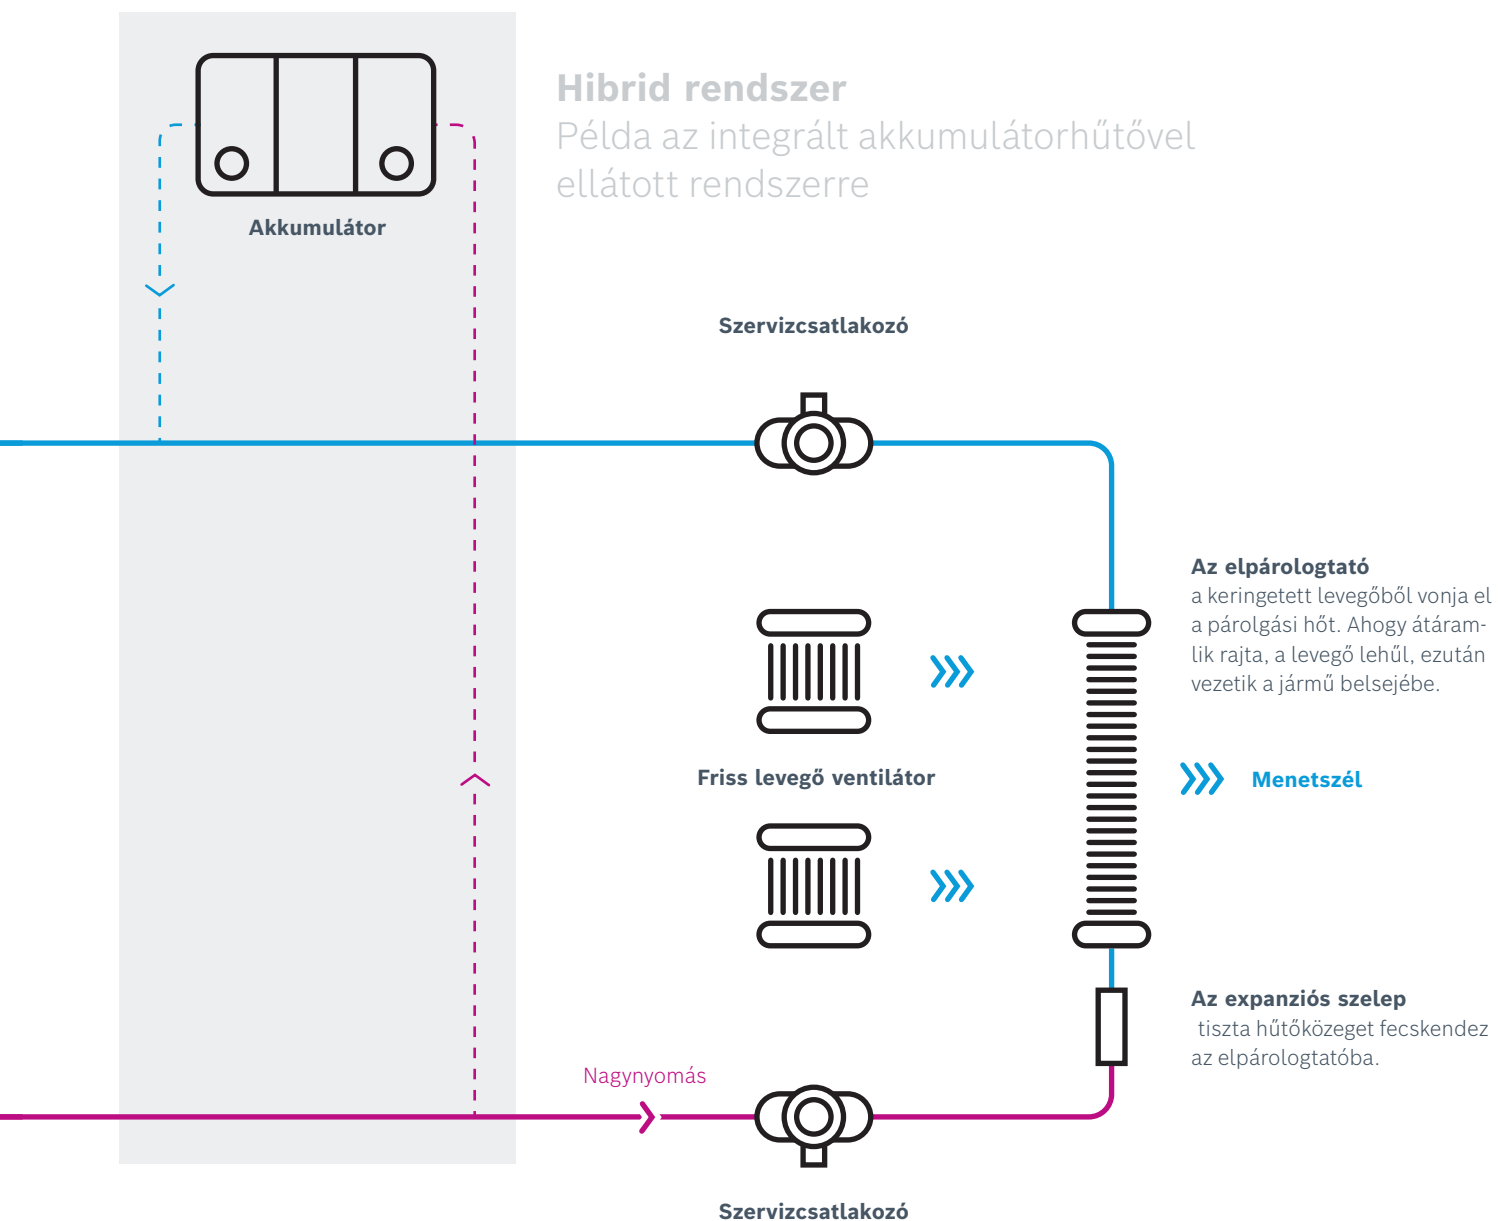 Hibrid rendszer
Példa az integrált akkumulátorhűtővel
ellátott rendszerre
Akkumulátor
Szervizcsatlakozó
Az elpárologtató
a keringetett levegőből vonja el
a párolgási hőt. Ahogy átáram-
lik rajta, a levegő lehűl, ezután
vezetik a jármű belsejébe.
Friss levegő ventilátor
Menetszél
Az expanziós szelep
tiszta hűtőközeget fecskendez
az elpárologtatóba.
Nagynyomás
Szervizcsatlakozó